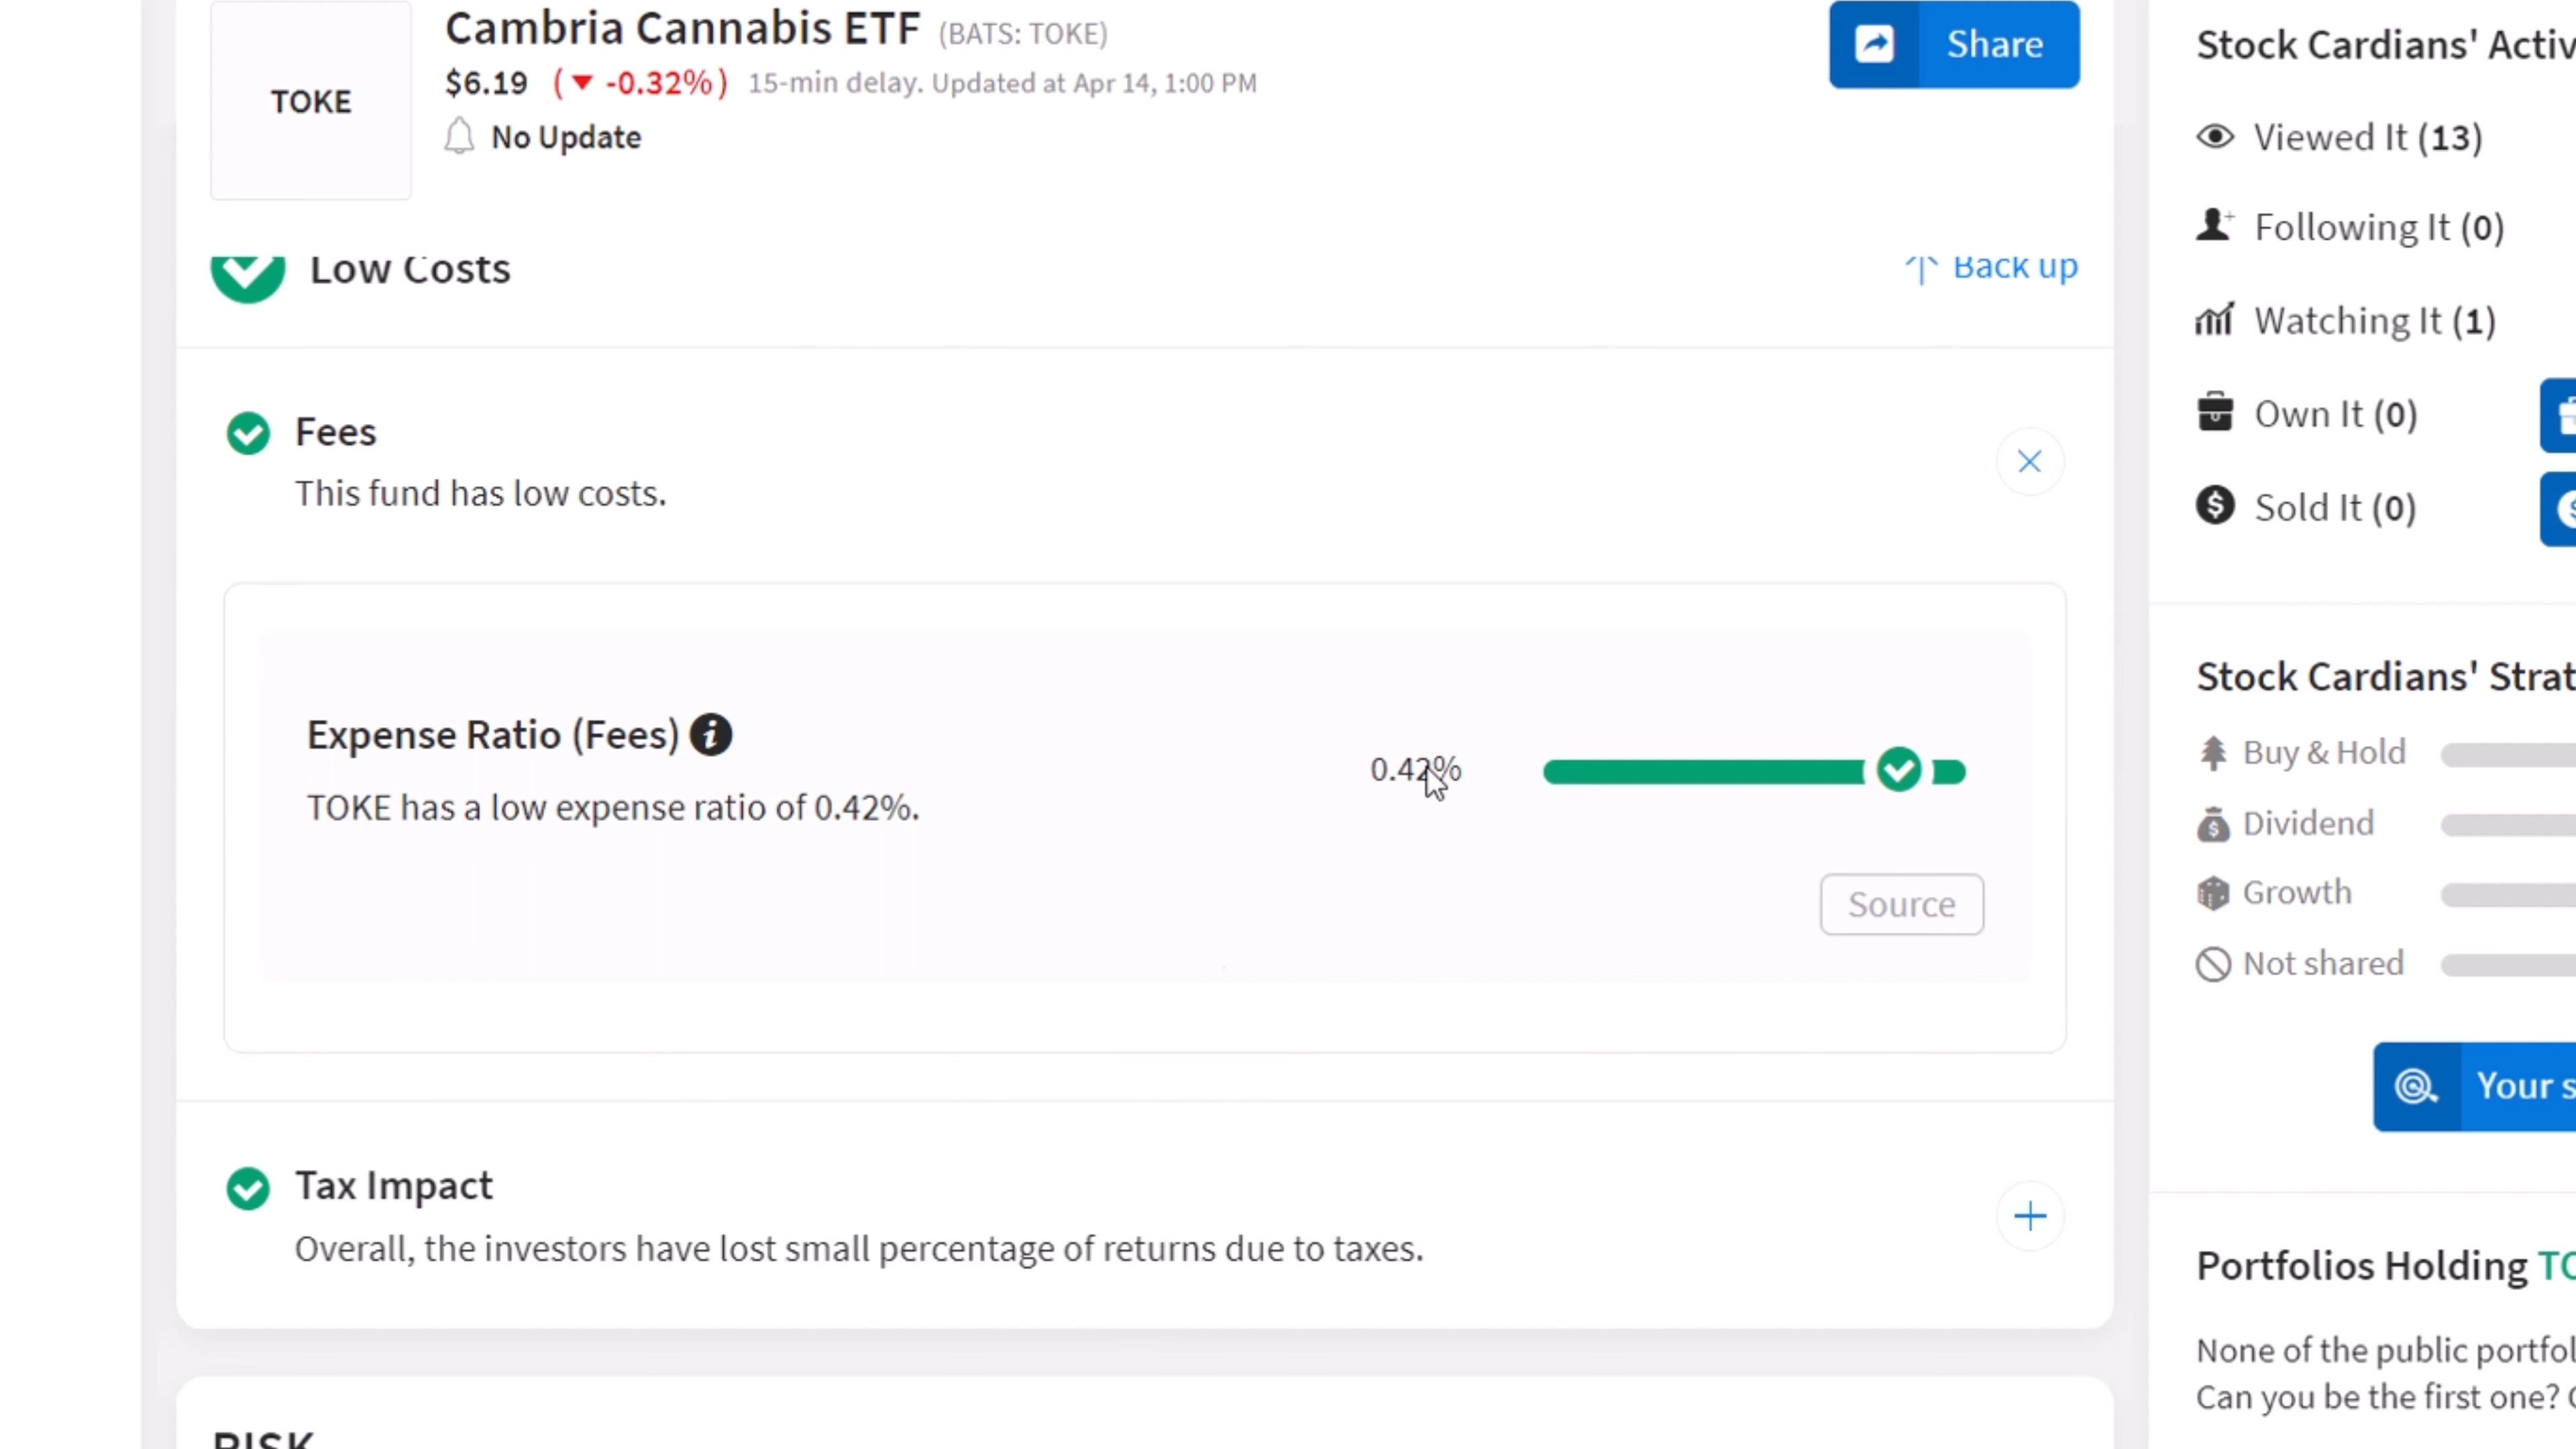 TOKE
Cambria Cannabis ETF (BATS: TOKE)
$6.19 ( ▼ -0.32% ) 15-min delay. Updated at Apr 14, 1:00 PM
No Update
Share
Low Costs
Back up
Fees
This fund has low costs.
Expense Ratio (Fees)
TOKE has a low expense ratio of 0.42%.
0.42%
Source
Tax Impact
Overall, the investors have lost small percentage of returns due to taxes.
RISK
Stock Cardians'
Viewed It (13)
Following It (0)
Watching It (1)
Own It (0)
Sold It (0)
Stock Cardians'
Buy & Hold
Dividend
Growth
Not shared
Your
Portfolios Holding
None of the public
Can you be the first one?